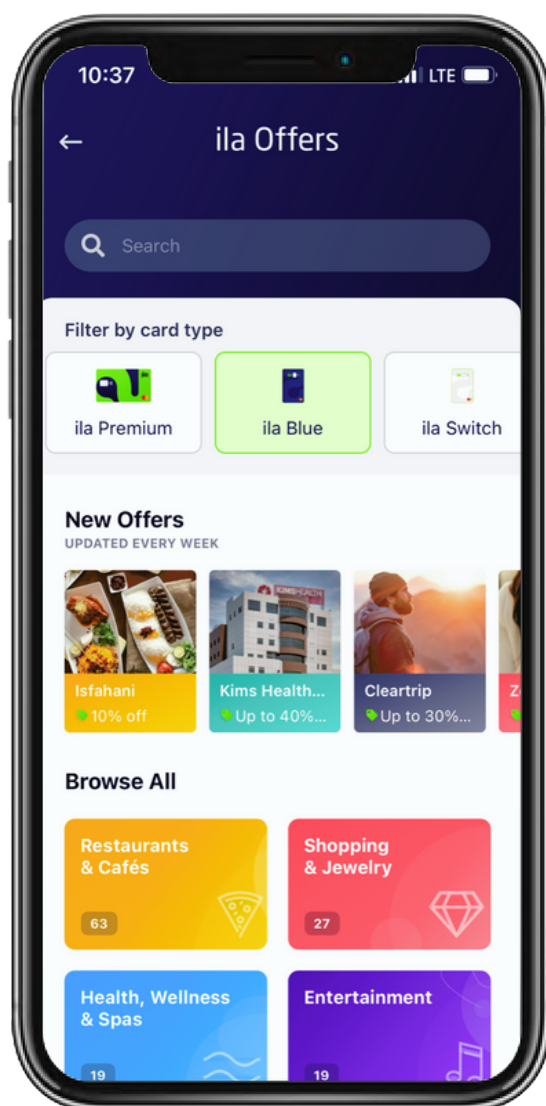 10:37
LTE
ila Offers
Search
Filter by card type
ila Premium
ila Blue
ila Switch
New Offers
UPDATED EVERY WEEK
KIMSHEALTH
Isfahani
10% off
Kims Health...
Up to 40%...
Cleartrip
Up to 30%...
Browse All
Restaurants
& Cafés
63
Shopping
& Jewelry
27
Health, Wellness
& Spas
19
Entertainment
19